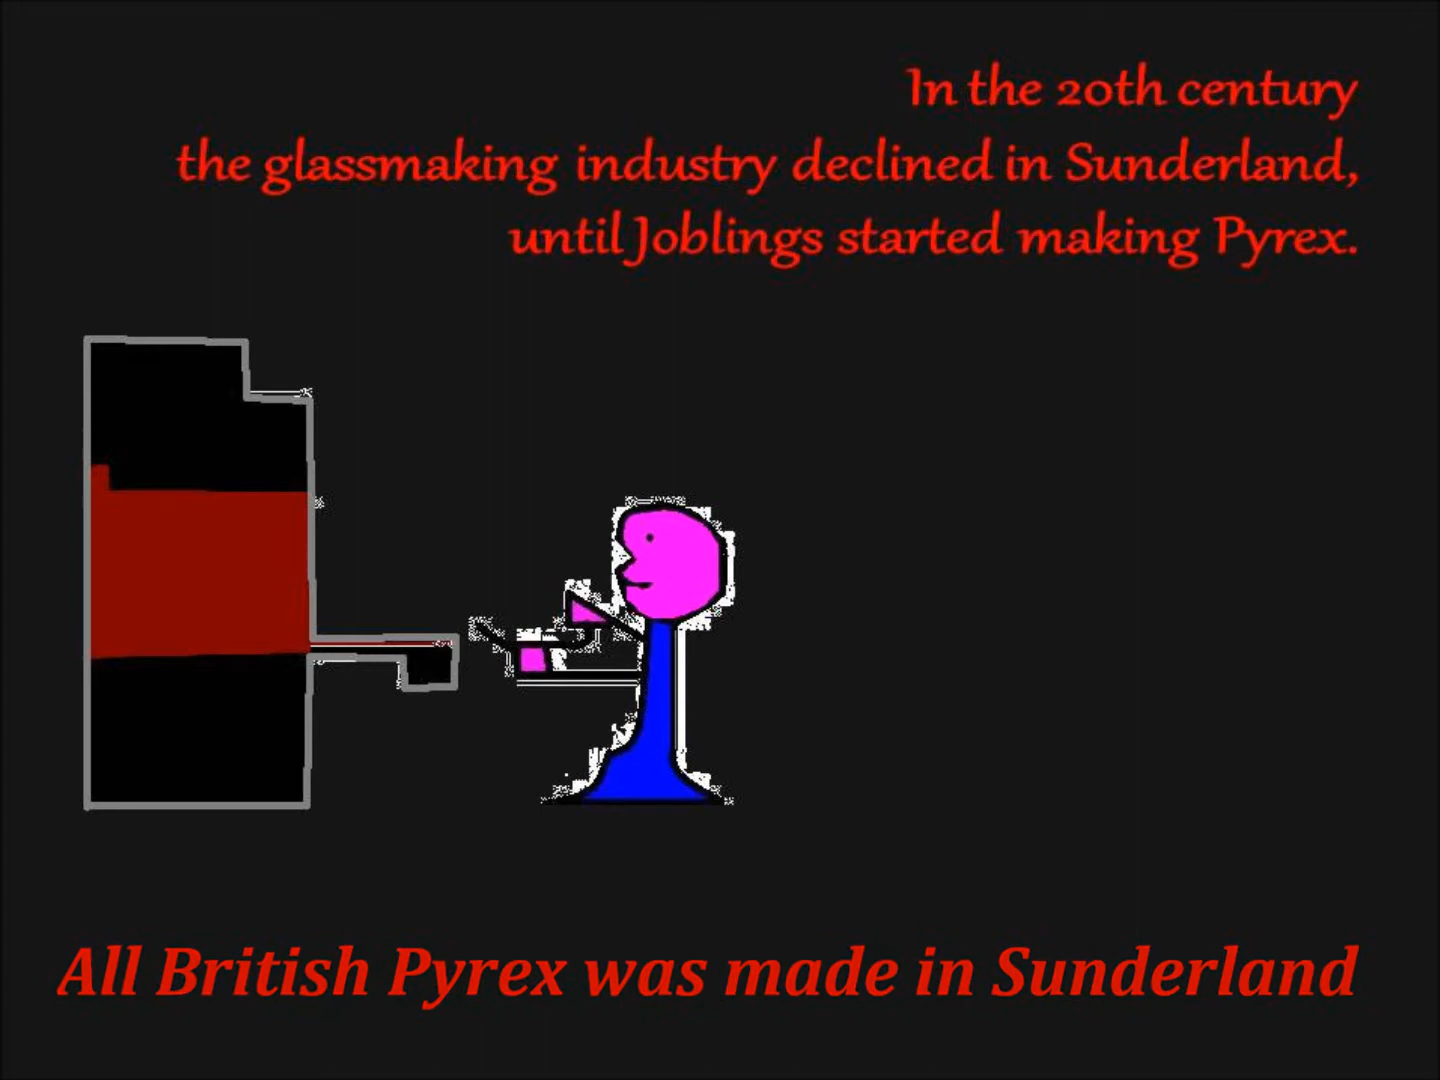 In the 20th century
the glassmaking industry declined in Sunderland,
until Joblings started making Pyrex.
All British Pyrex was made in Sunderland